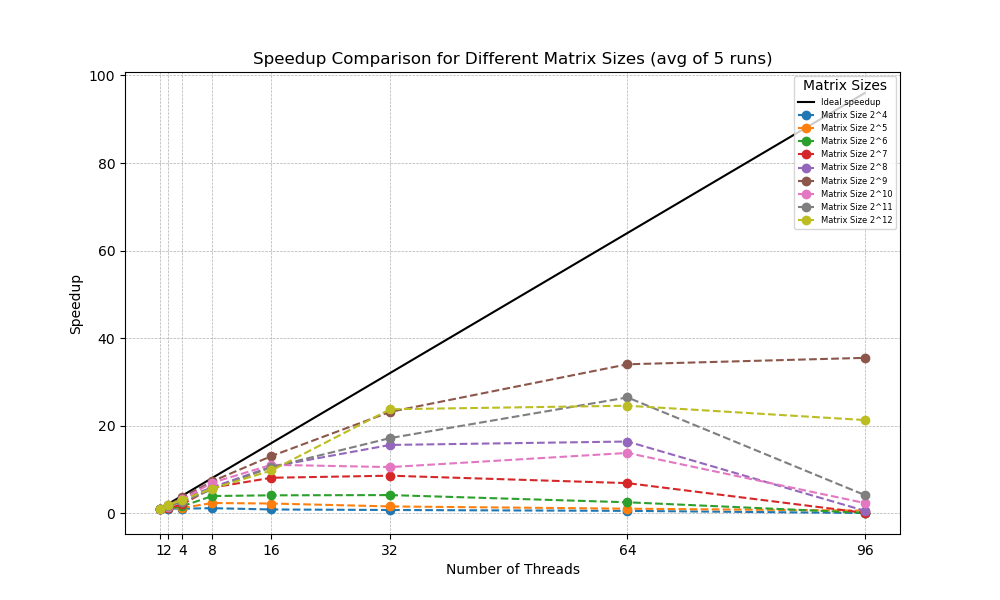 Speedup Comparison for Different Matrix Sizes (avg of 5 runs)
100
80
60
40
20
0
Speedup
Matrix Sizes
Ideal speedup
Matrix Size 2^4
Matrix Size 2^5
Matrix Size 2^6
Matrix Size 2^7
Matrix Size 2^8
Matrix Size 2^9
Matrix Size 2^10
Matrix Size 2^11
Matrix Size 2^12
1 2 4 8 16 32 64 96
Number of Threads